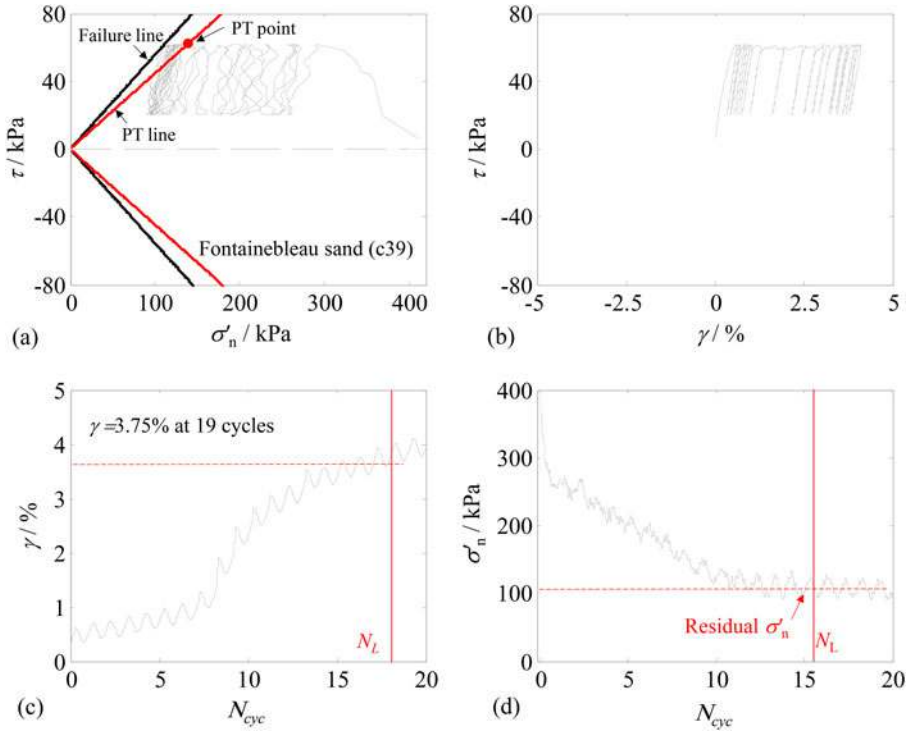 80
Failure line
PT point
40
PT line
0
-40
Fontainebleau sand (c39)
-80
0 100 200 300 400
τ / kPa
(a)
σ′n / kPa
80
40
0
-40
-80
-5 -2.5 0 2.5 5
τ / kPa
(b)
γ / %
5
γ =3.75% at 19 cycles
4
3
2
1
NL
0
0 5 10 15 20
γ / %
(c)
Ncyc
400
300
200
100
Residual σ′n
NL
0
0 5 10 15 20
σ′n / kPa
(d)
Ncyc